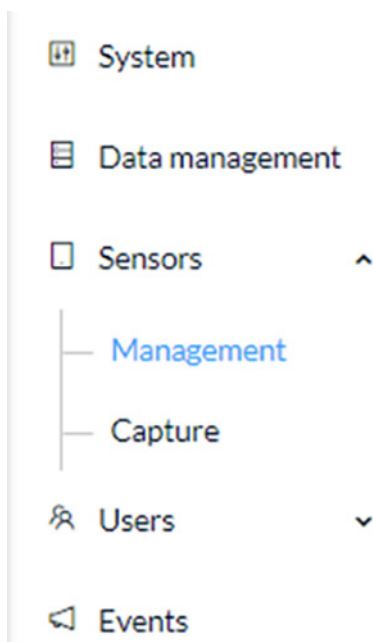 System
Data management
Sensors
Management
Capture
Users
Events